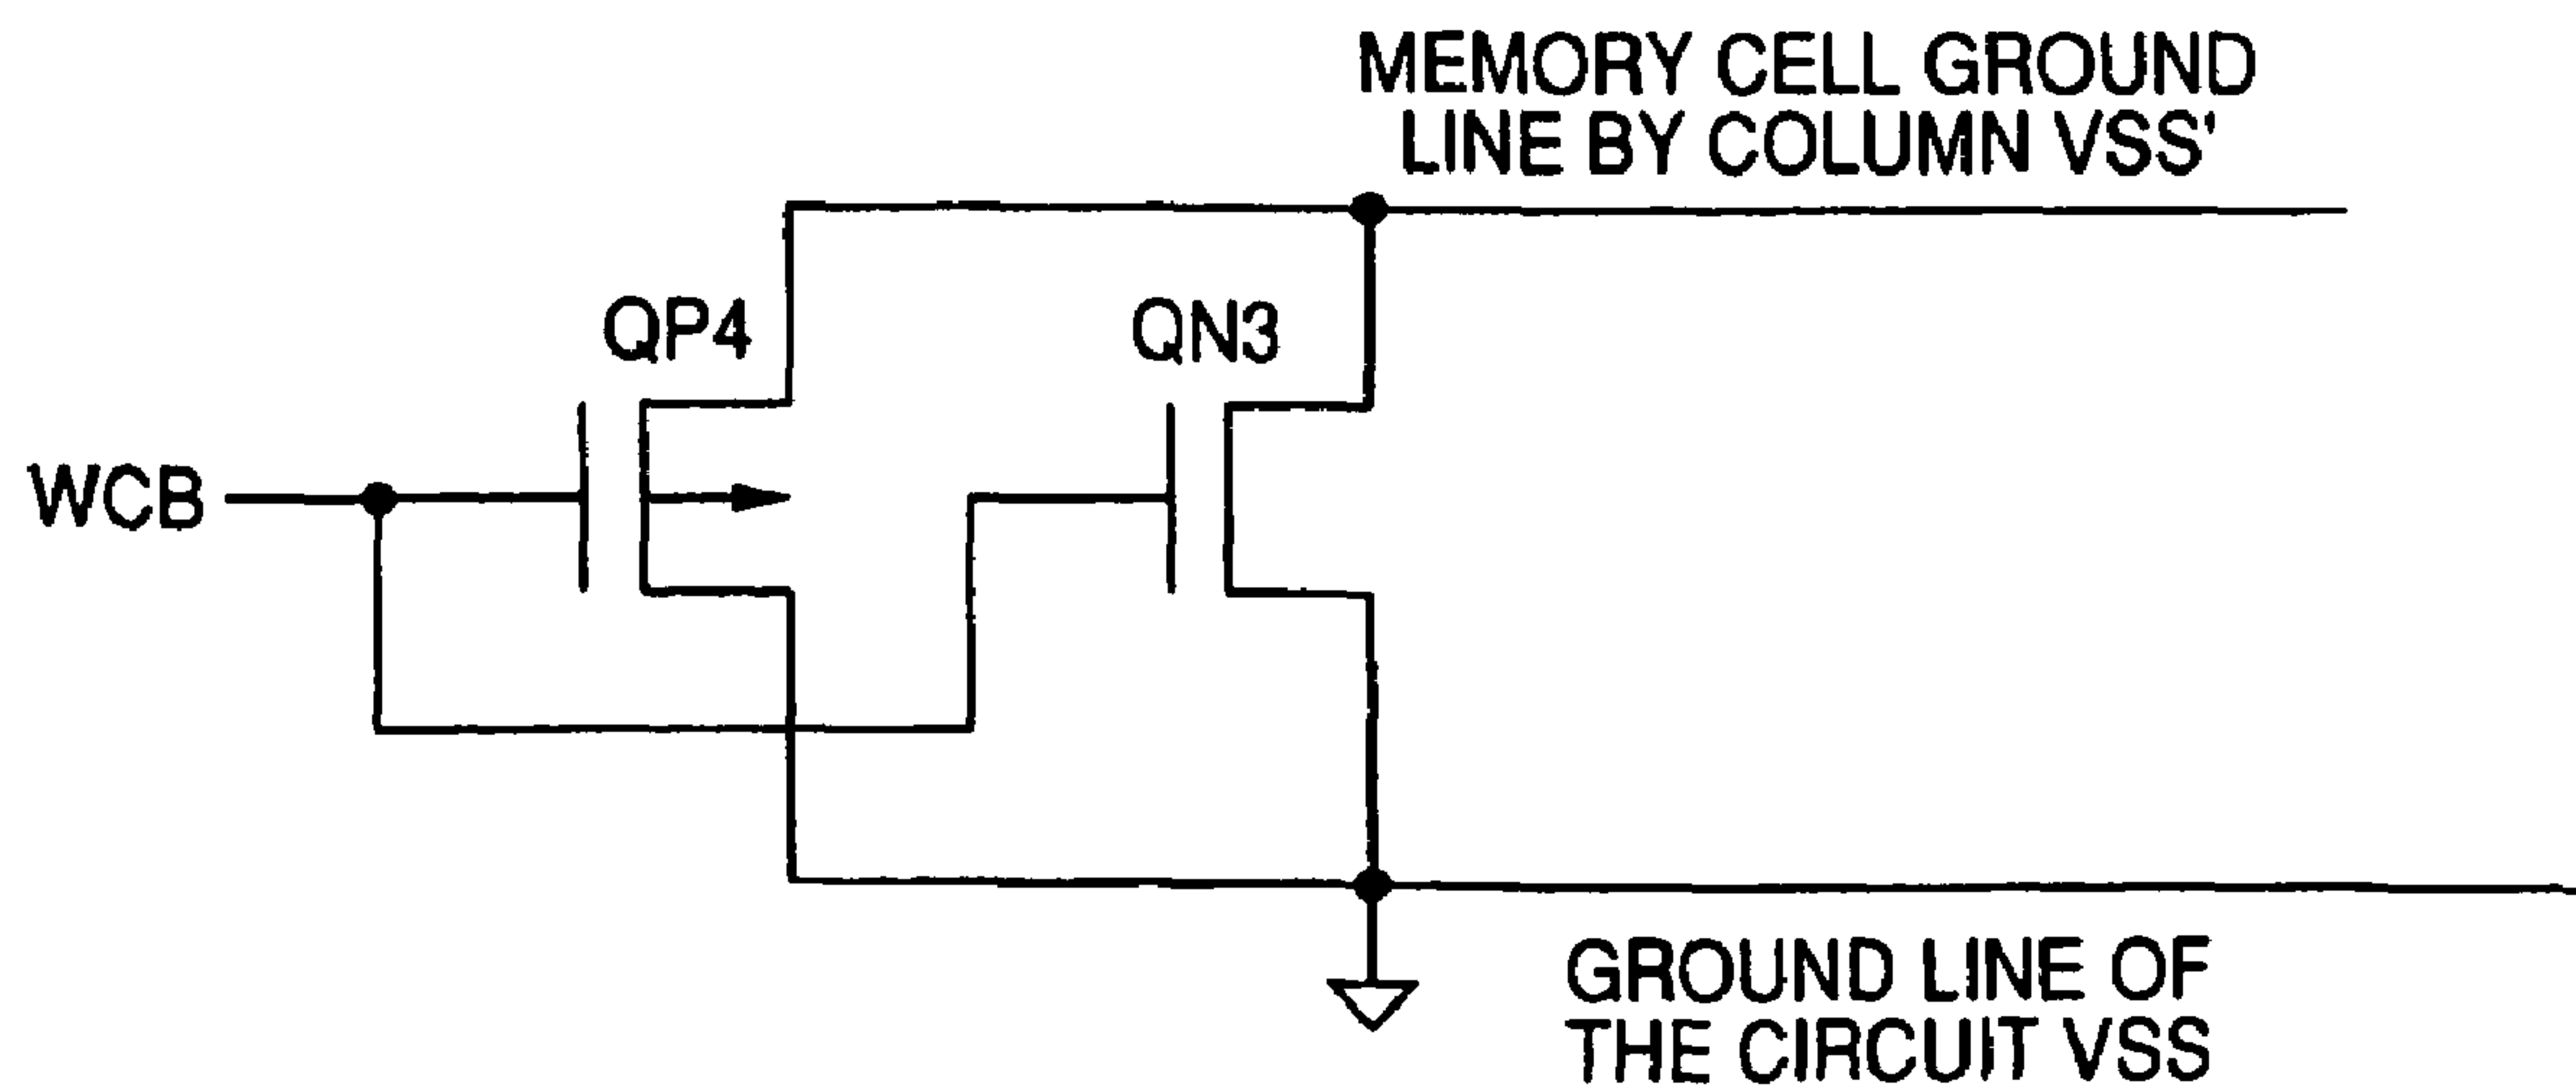 MEMORY CELL GROUND
LINE BY COLUMN VSS'
QP4
QN3
WCB
GROUND LINE OF
THE CIRCUIT VSS